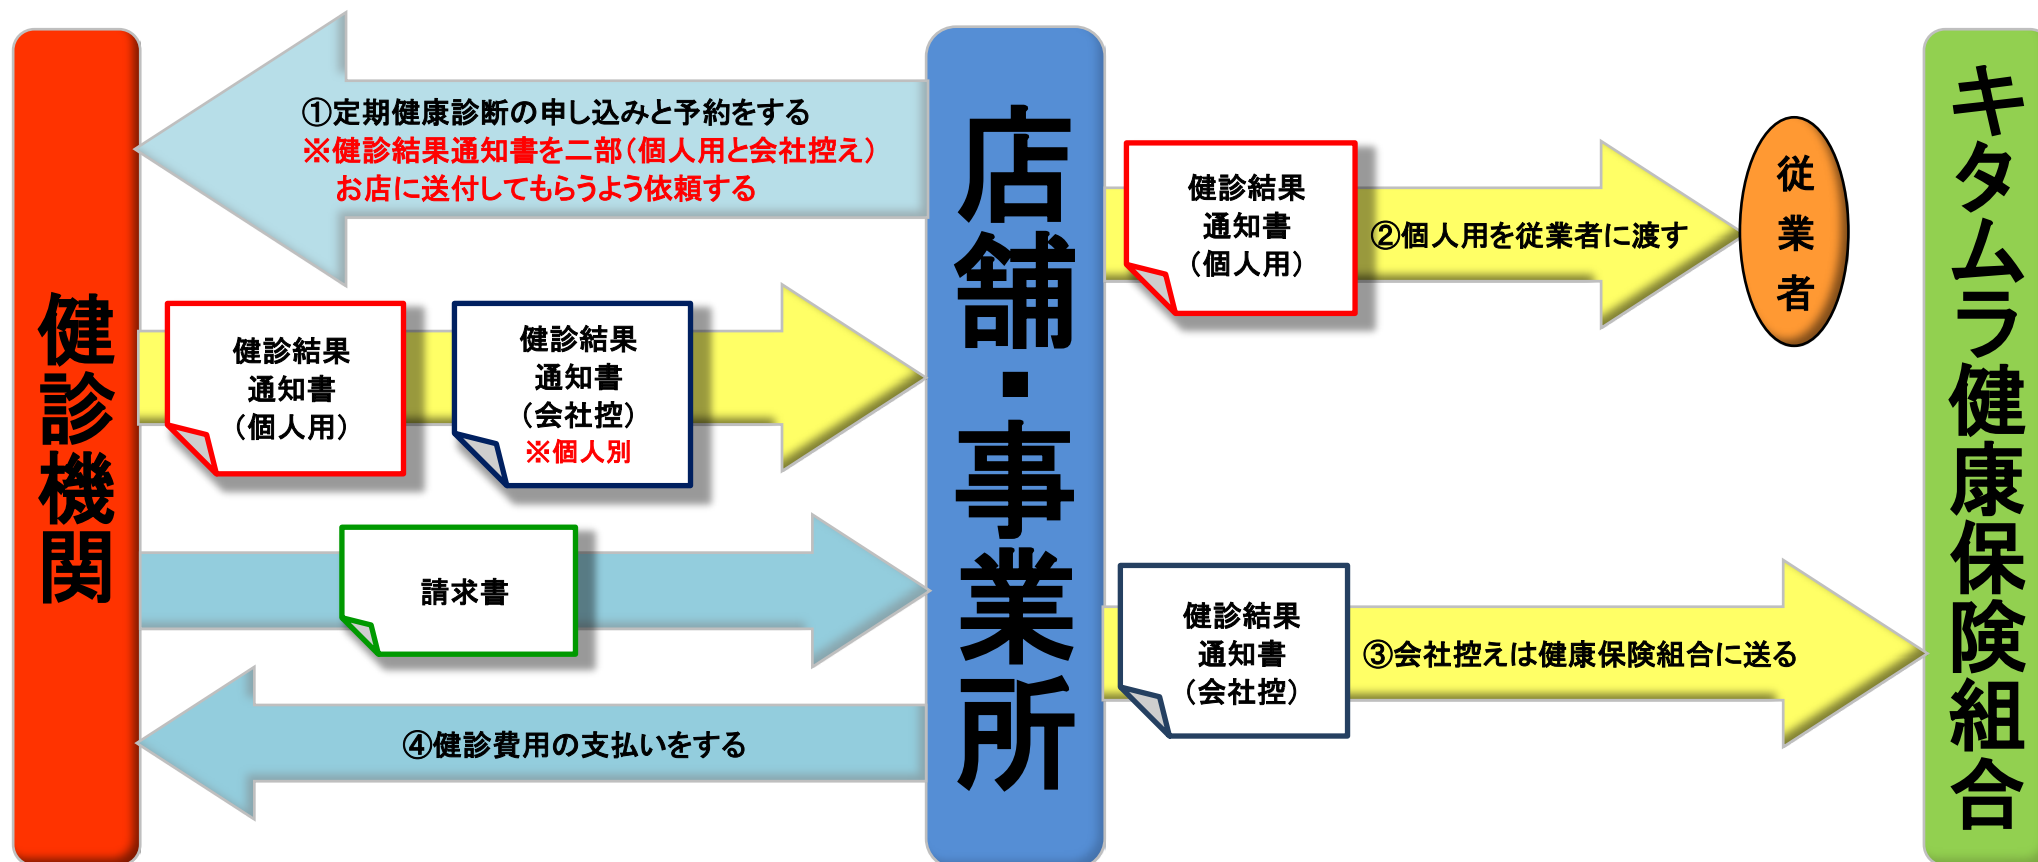 健診機関
①定期健康診断の申し込みと予約をする
※健診結果通知書を二部（個人用と会社控え）
お店に送付してもらうよう依頼する
健診結果
通知書
（個人用）
健診結果
通知書
（会社控）
※個人別
請求書
④健診費用の支払いをする
店舗・事業所
健診結果
通知書
（個人用）
②個人用を従業者に渡す
従業者
健診結果
通知書
（会社控）
③会社控えは健康保険組合に送る
キタムラ健康保険組合